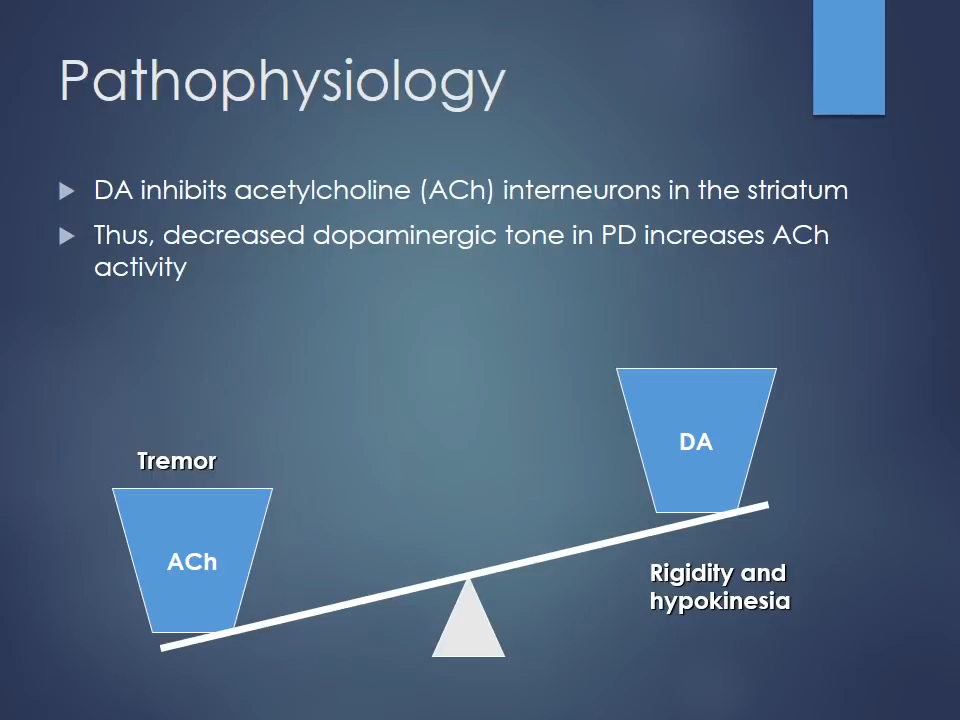 Pathophysiology
DA inhibits acetylcholine (ACh) interneurons in the striatum
Thus, decreased dopaminergic tone in PD increases ACh
activity
DA
Tremor
ACh
Rigidity and
hypokinesia